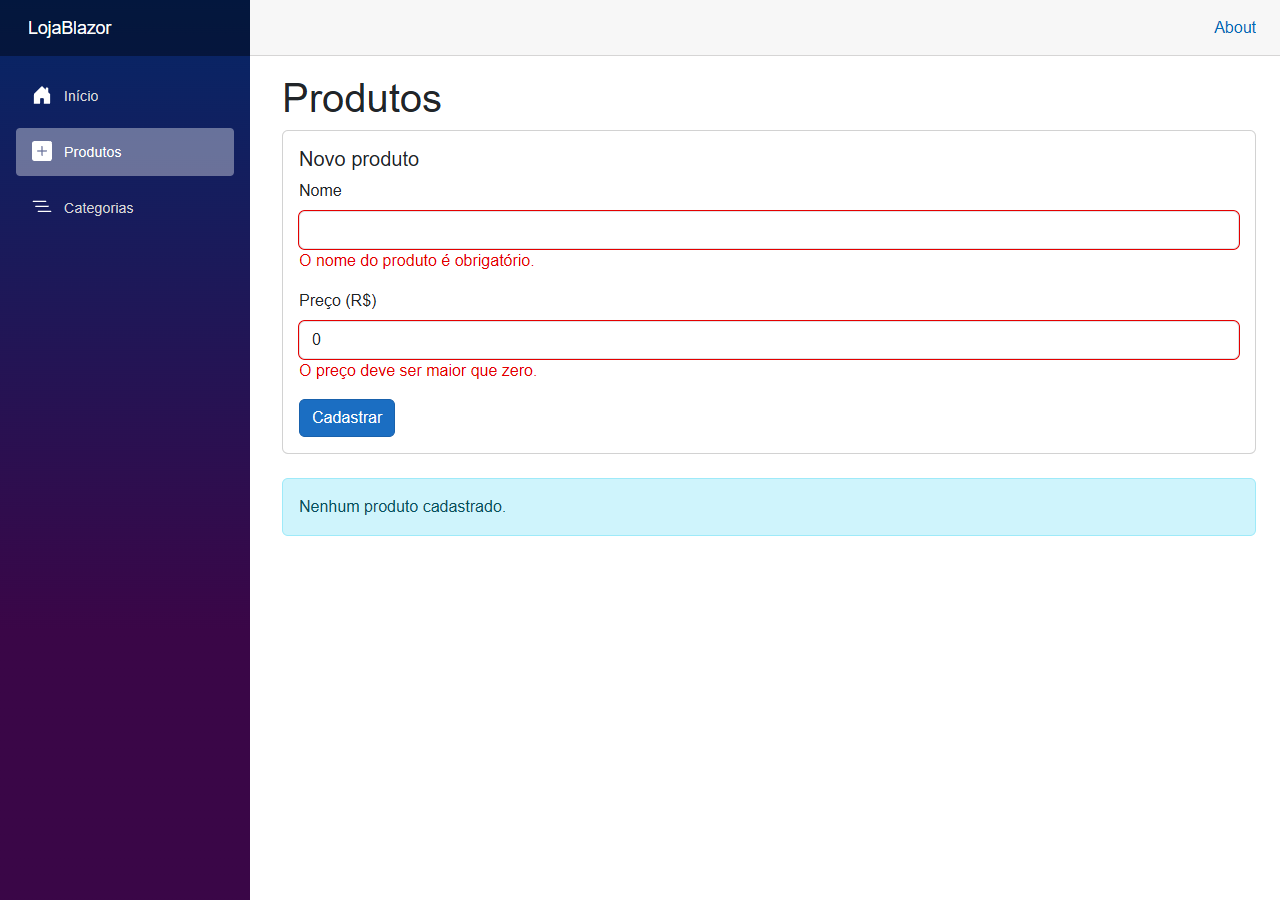 LojaBlazor
About
Início
Produtos
Categorias
Produtos
Novo produto
Nome
O nome do produto é obrigatório.
Preço (R$)
0
O preço deve ser maior que zero.
Cadastrar
Nenhum produto cadastrado.